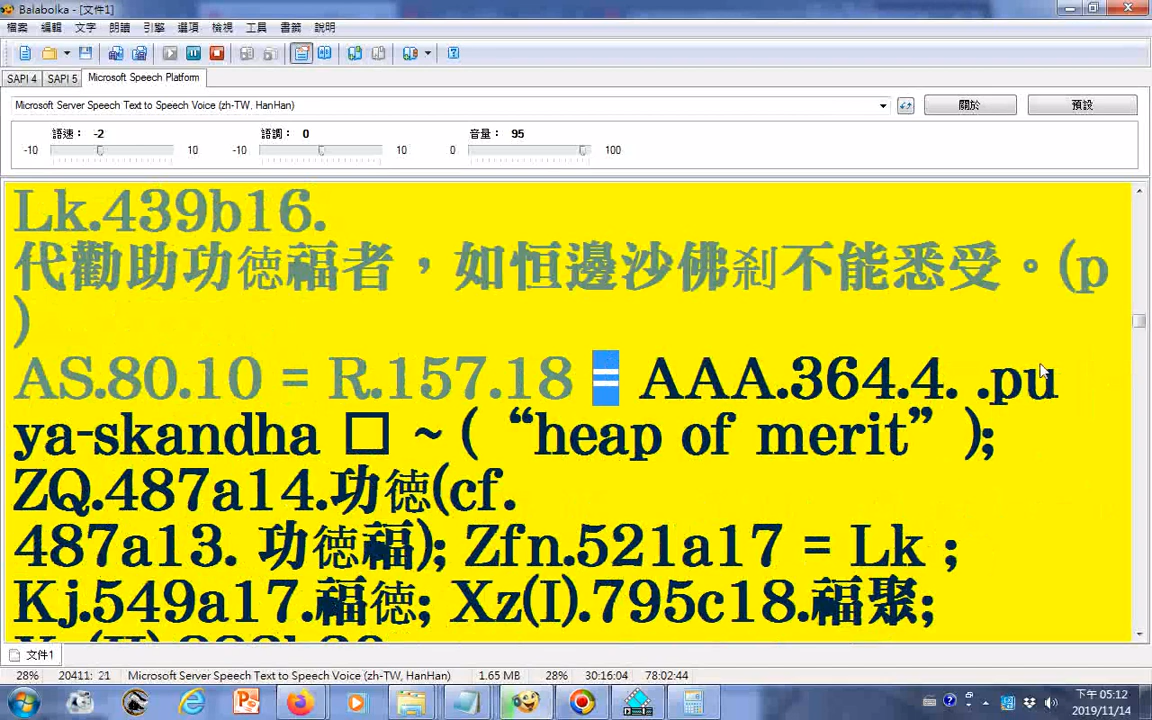 Balabolka - [文件1]
檔案 編輯 文字 朗讀 引擎 選項 檢視 工具 書籤 說明
SAPI 4 SAPI 5 Microsoft Speech Platform
Microsoft Server Speech Text to Speech Voice (zh-TW, HanHan) 關於 預設
語速： -2 語調： 0 音量： 95
-10 10 -10 10 0 100
Lk.439b16.
代勸助功德福者，如恒邊沙佛剎不能悉受。(p
)
AS.80.10 = R.157.18 = AAA.364.4. .pu
ya-skandha □ ~ (“heap of merit”);
ZQ.487a14.功德(cf.
487a13. 功德福); Zfn.521a17 = Lk ;
Kj.549a17.福德; Xz(I).795c18.福聚;
文件1
28% 20411: 21 Microsoft Server Speech Text to Speech Voice (zh-TW, HanHan) 1.65 MB 28% 30:16:04 78:02:44
下午 05:12
2019/11/14